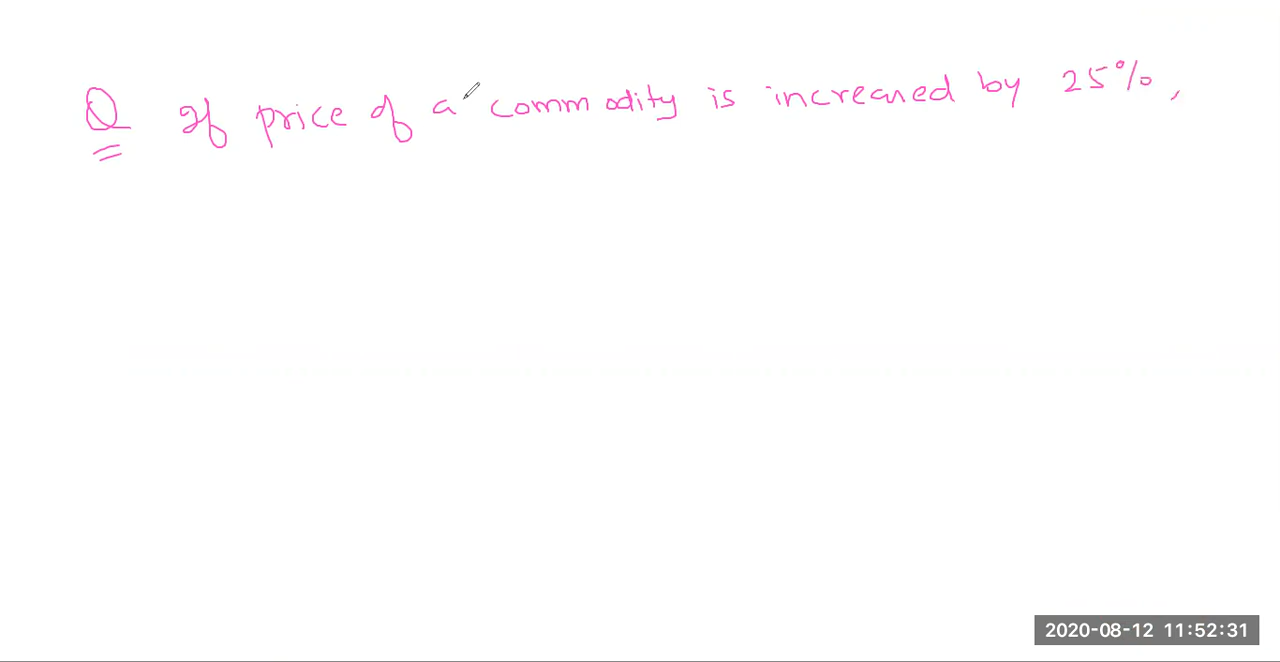 Q If price of a commodity is increased by 25%,
2020-08-12 11:52:31